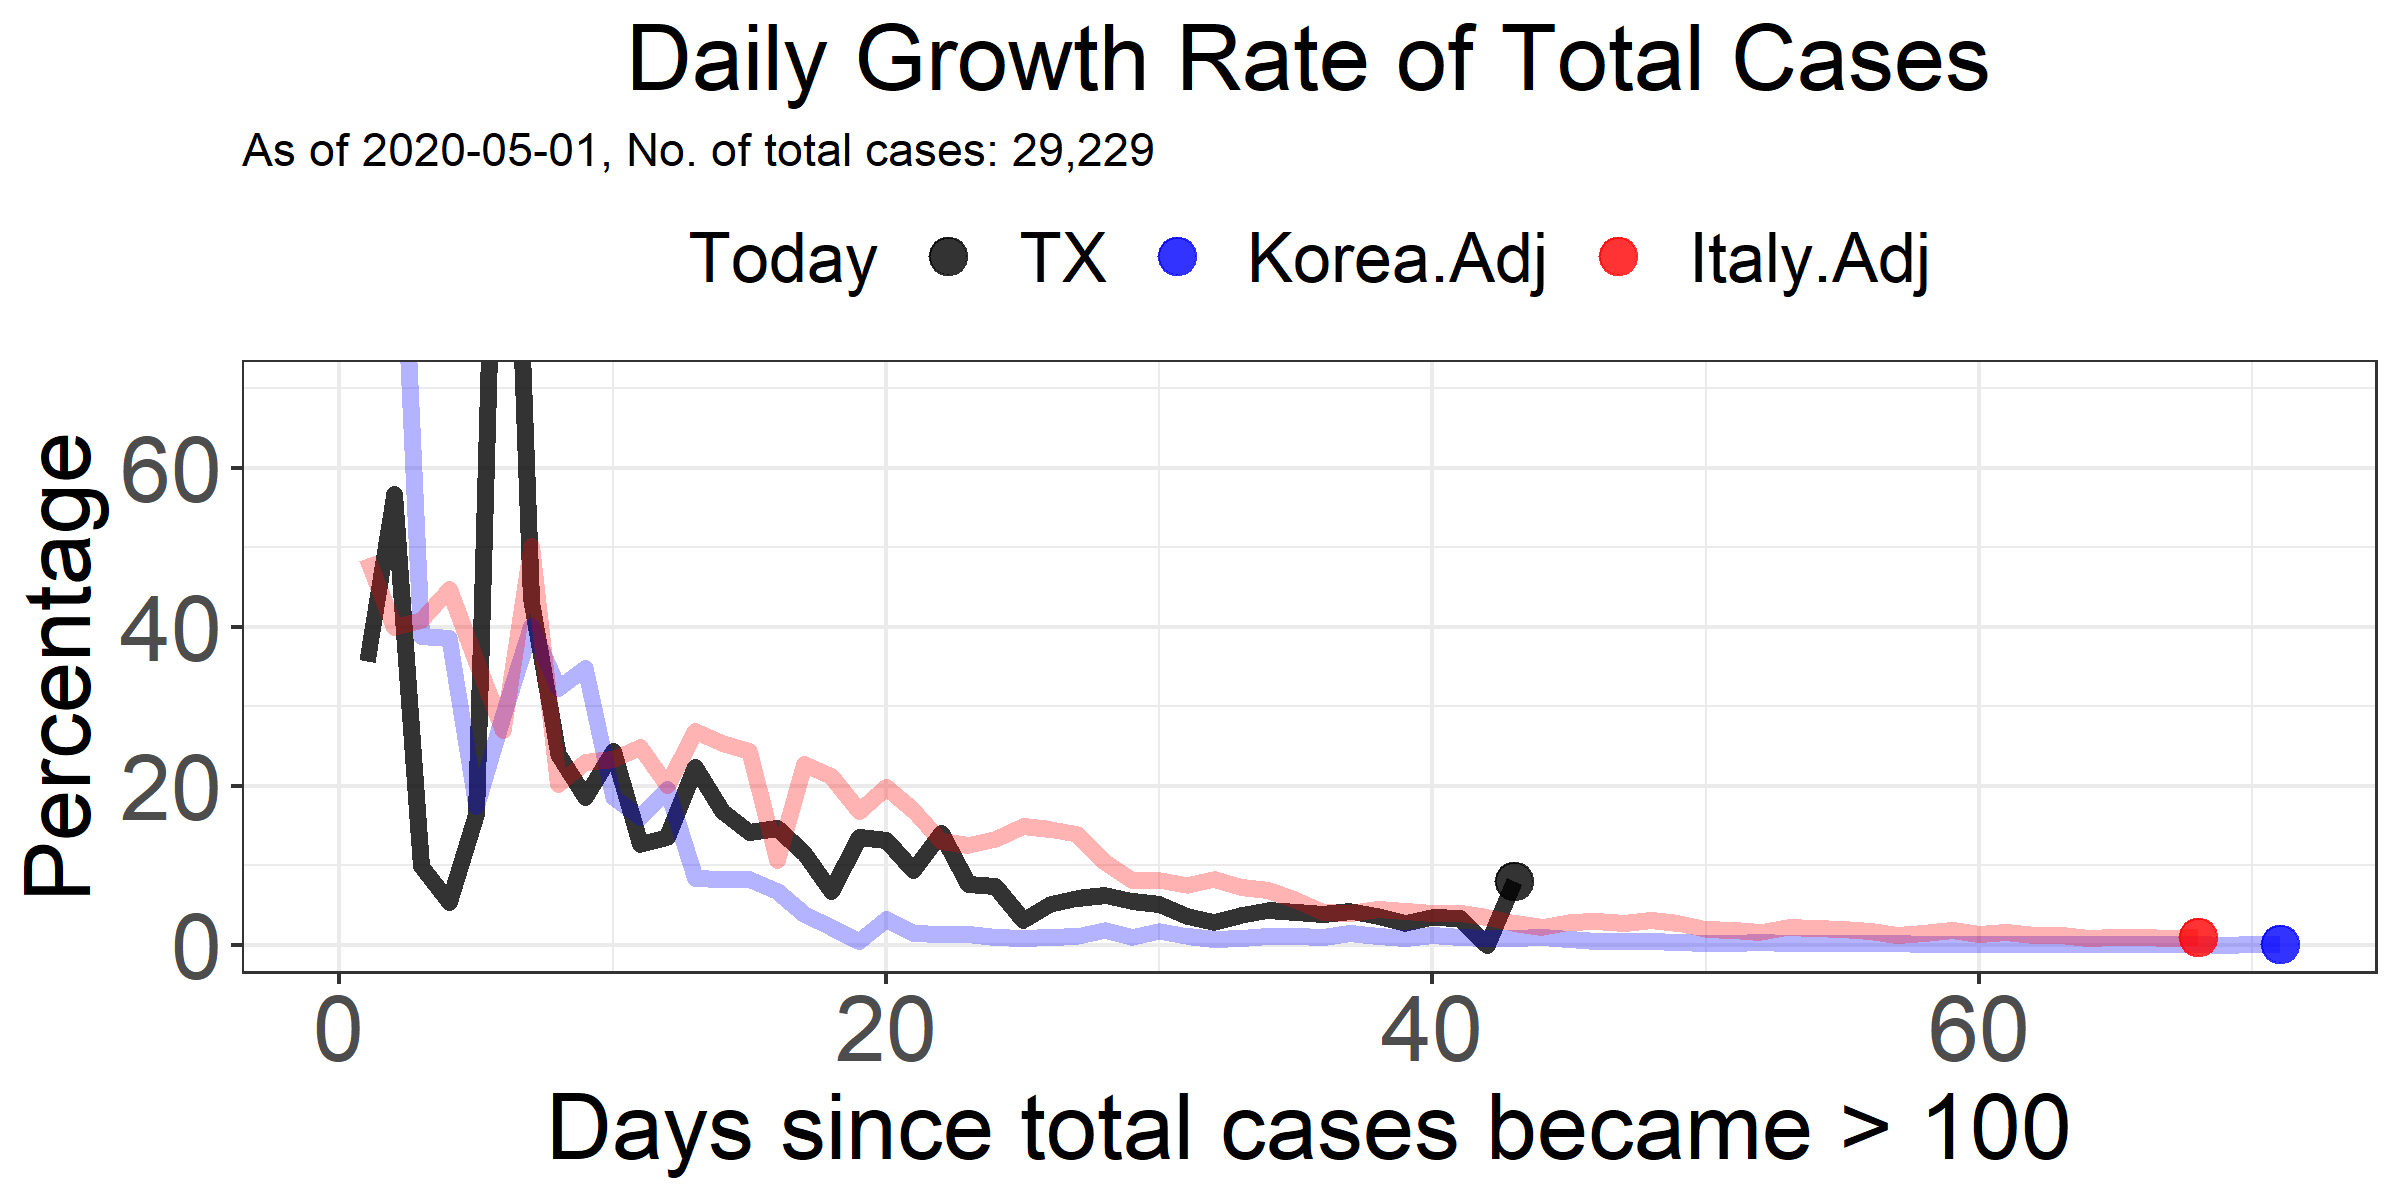 Daily Growth Rate of Total Cases
As of 2020-05-01, No. of total cases: 29,229
Today TX Korea.Adj Italy.Adj
Percentage
60
40
20
0
0 20 40 60
Days since total cases became > 100